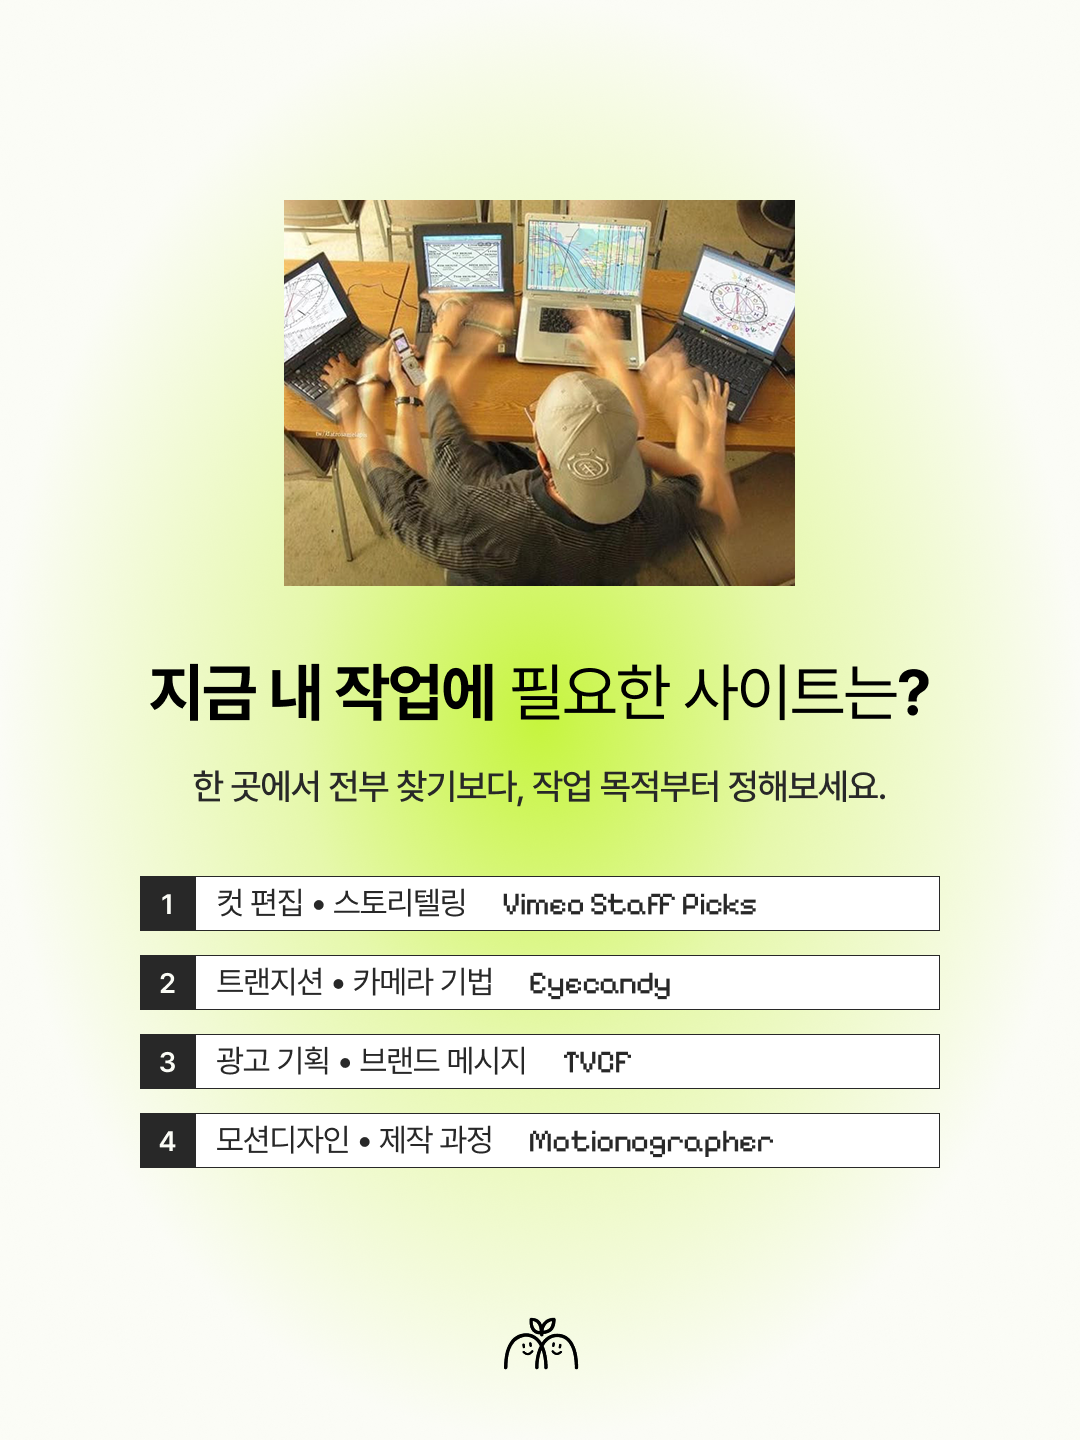 지금 내 작업에 필요한 사이트는?
한 곳에서 전부 찾기보다, 작업 목적부터 정해보세요.
1 컷 편집 • 스토리텔링 Vimeo Staff Picks
2 트랜지션 • 카메라 기법 Eyecandy
3 광고 기획 • 브랜드 메시지 TVCF
4 모션디자인 • 제작 과정 Motionographer